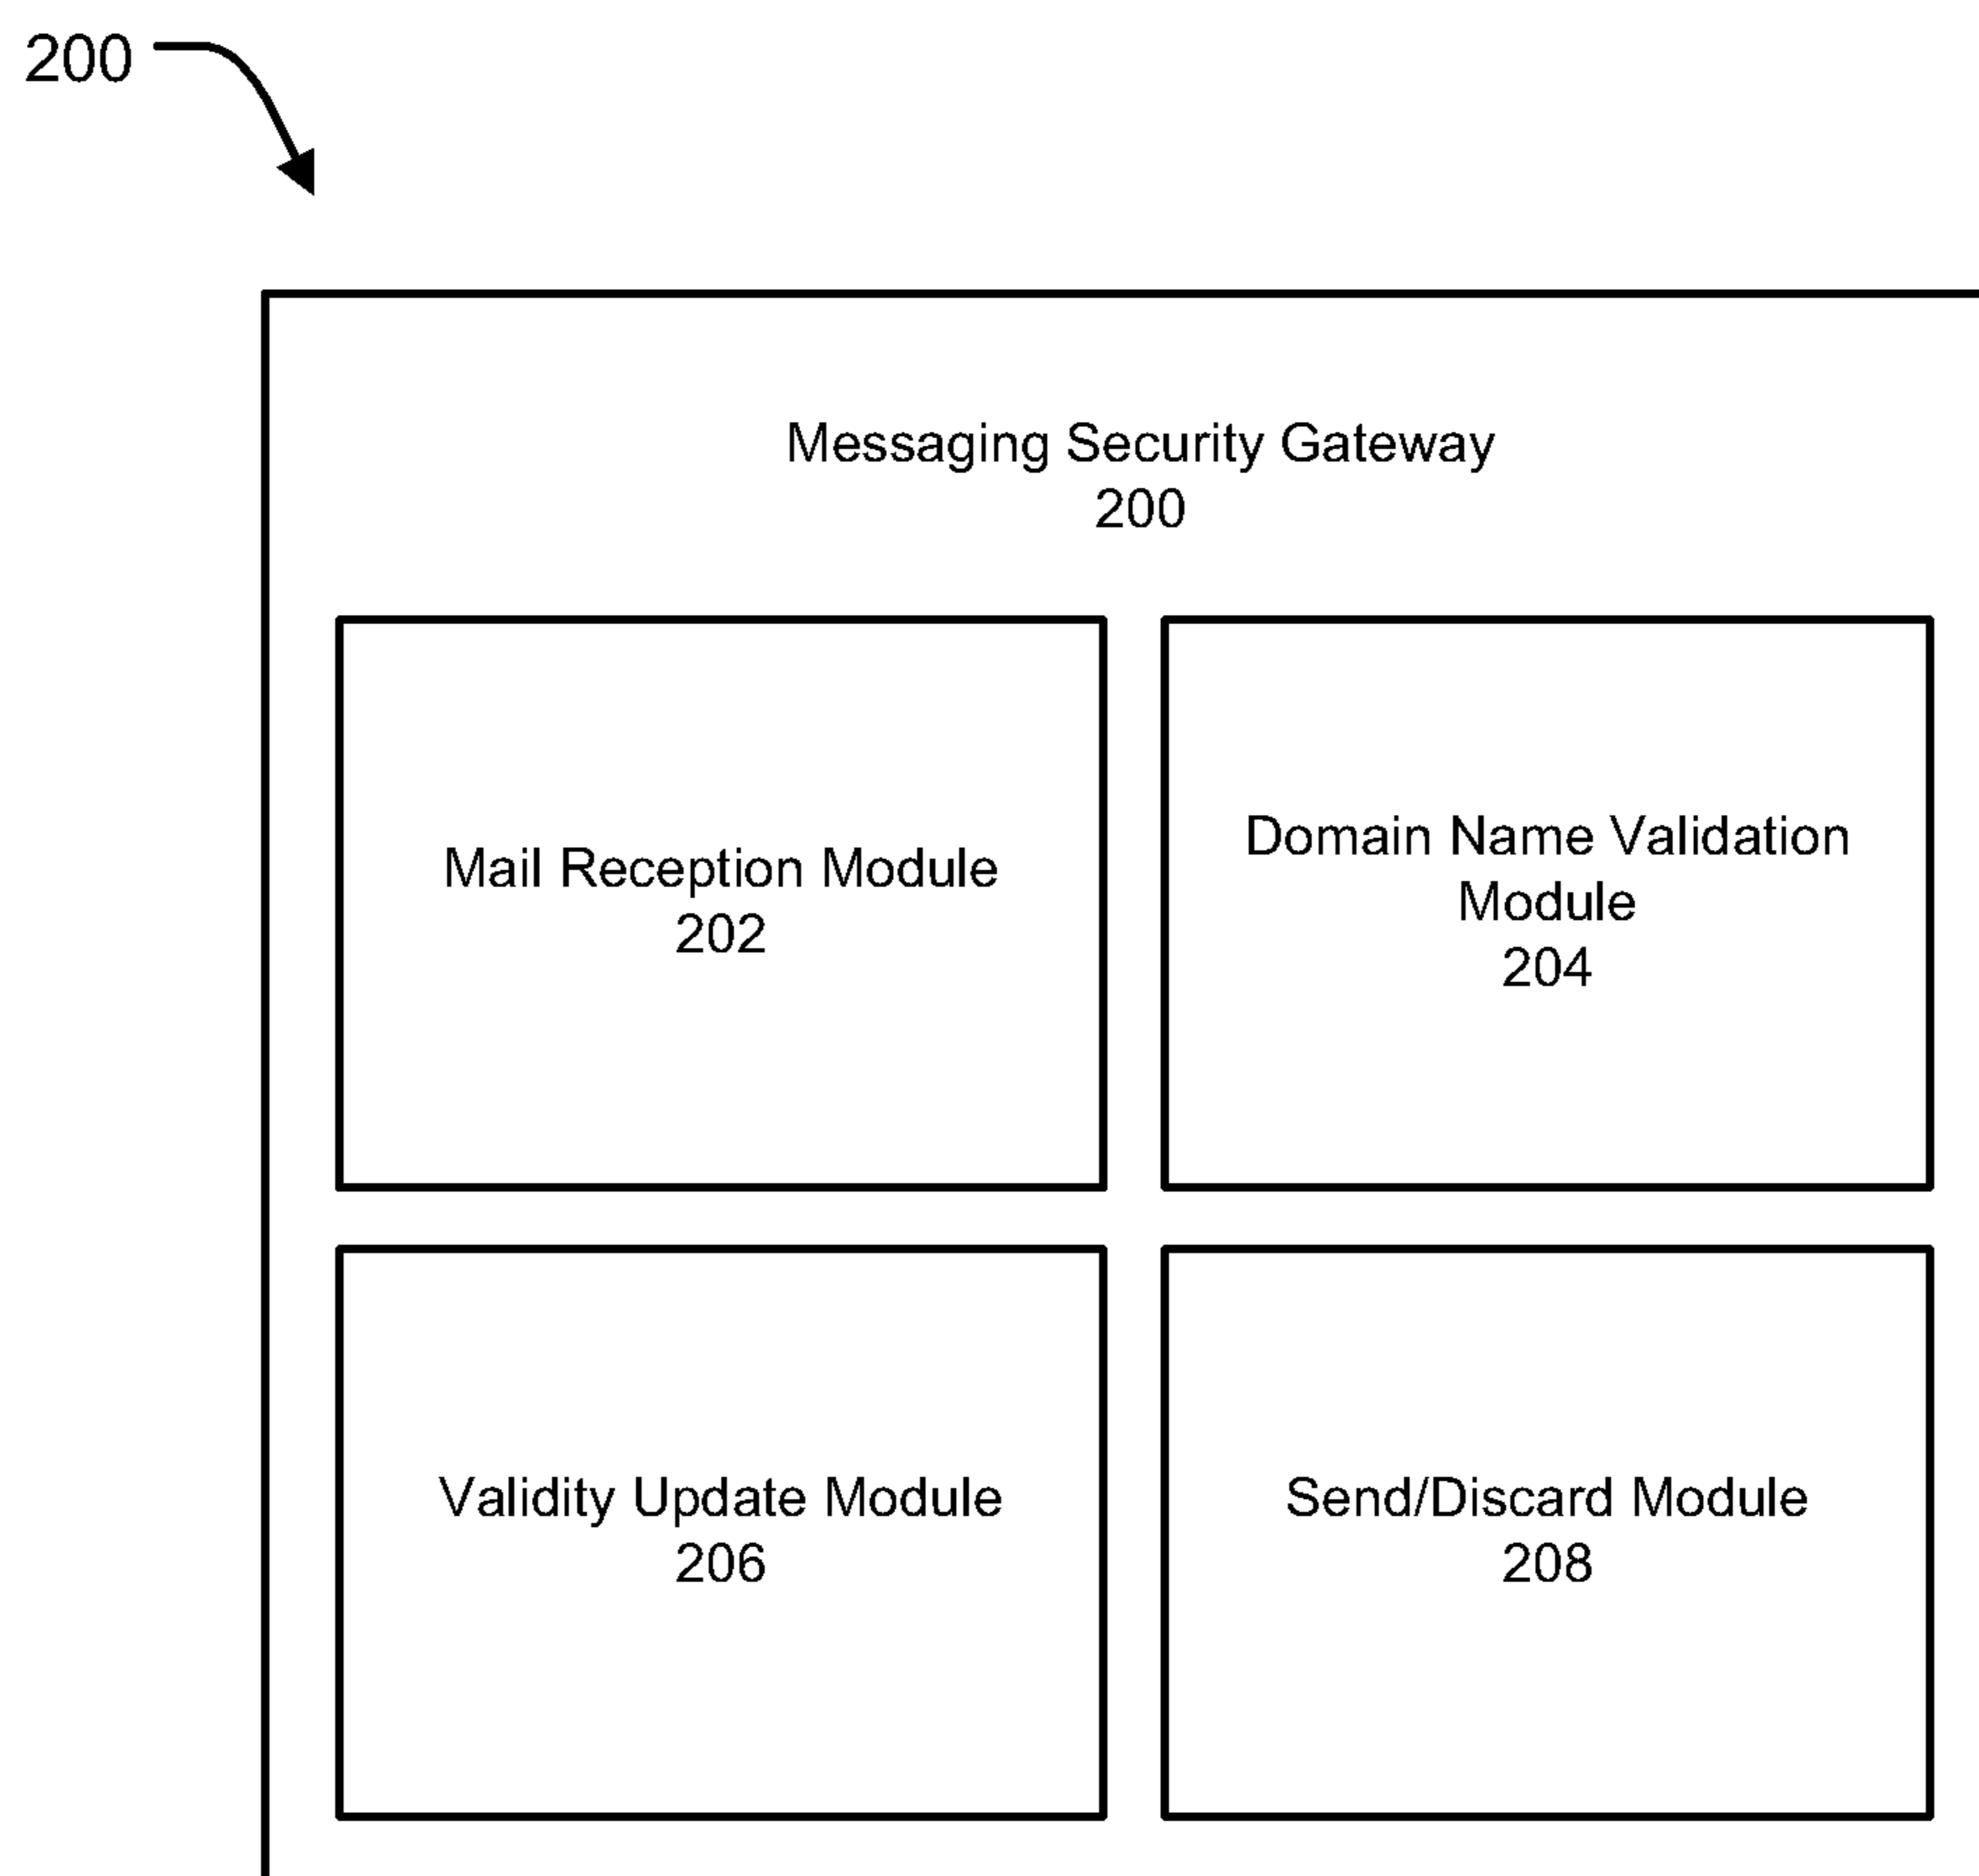 200
Messaging Security Gateway
200
Mail Reception Module
202
Domain Name Validation
Module
204
Validity Update Module
206
Send/Discard Module
208